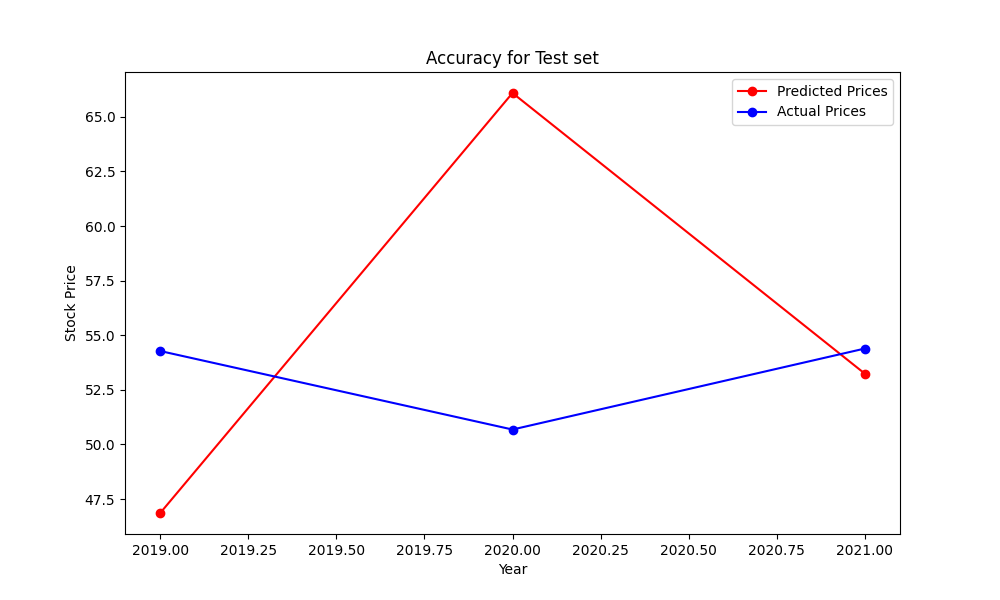 Accuracy for Test set
Predicted Prices
Actual Prices
65.0
62.5
60.0
57.5
55.0
52.5
50.0
47.5
Stock Price
2019.00 2019.25 2019.50 2019.75 2020.00 2020.25 2020.50 2020.75 2021.00
Year